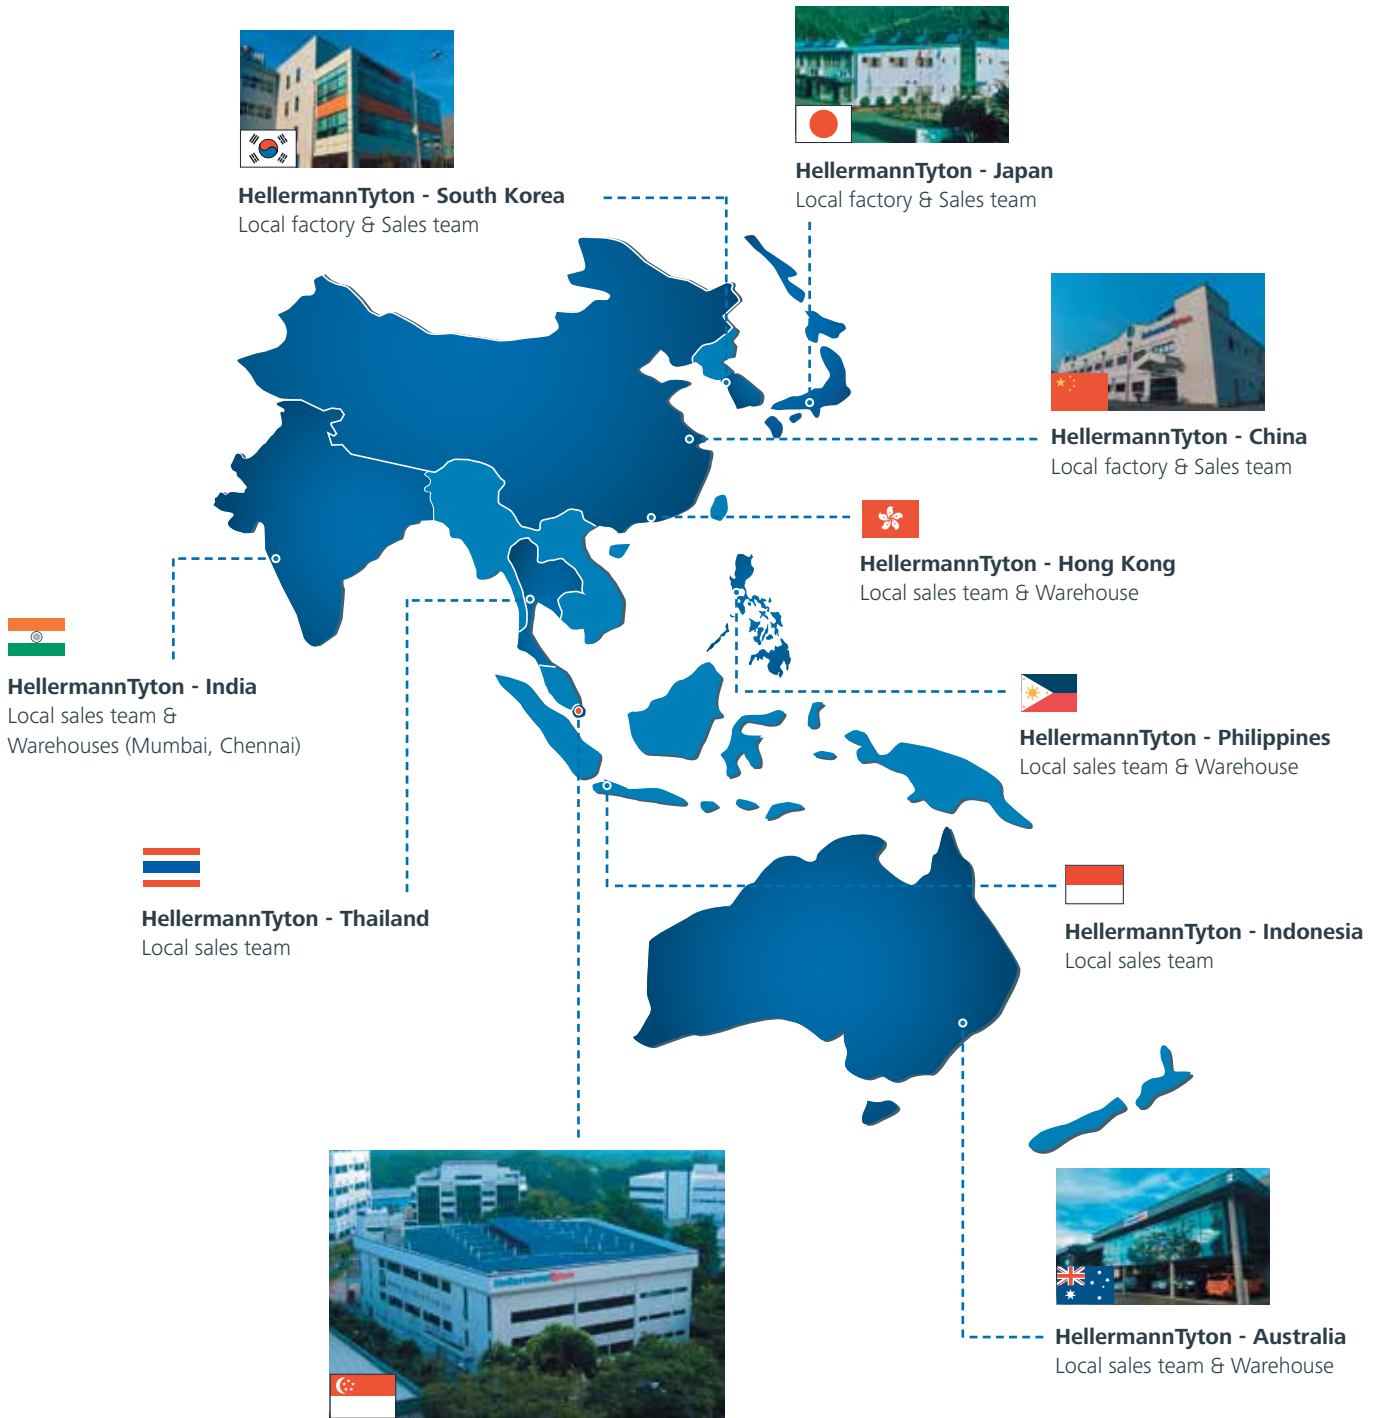 HellermannTyton - South Korea
Local factory & Sales team
HellermannTyton - Japan
Local factory & Sales team
HellermannTyton - China
Local factory & Sales team
HellermannTyton - Hong Kong
Local sales team & Warehouse
HellermannTyton - India
Local sales team &
Warehouses (Mumbai, Chennai)
HellermannTyton - Philippines
Local sales team & Warehouse
HellermannTyton - Thailand
Local sales team
HellermannTyton - Indonesia
Local sales team
HellermannTyton
HellermannTyton - Australia
Local sales team & Warehouse